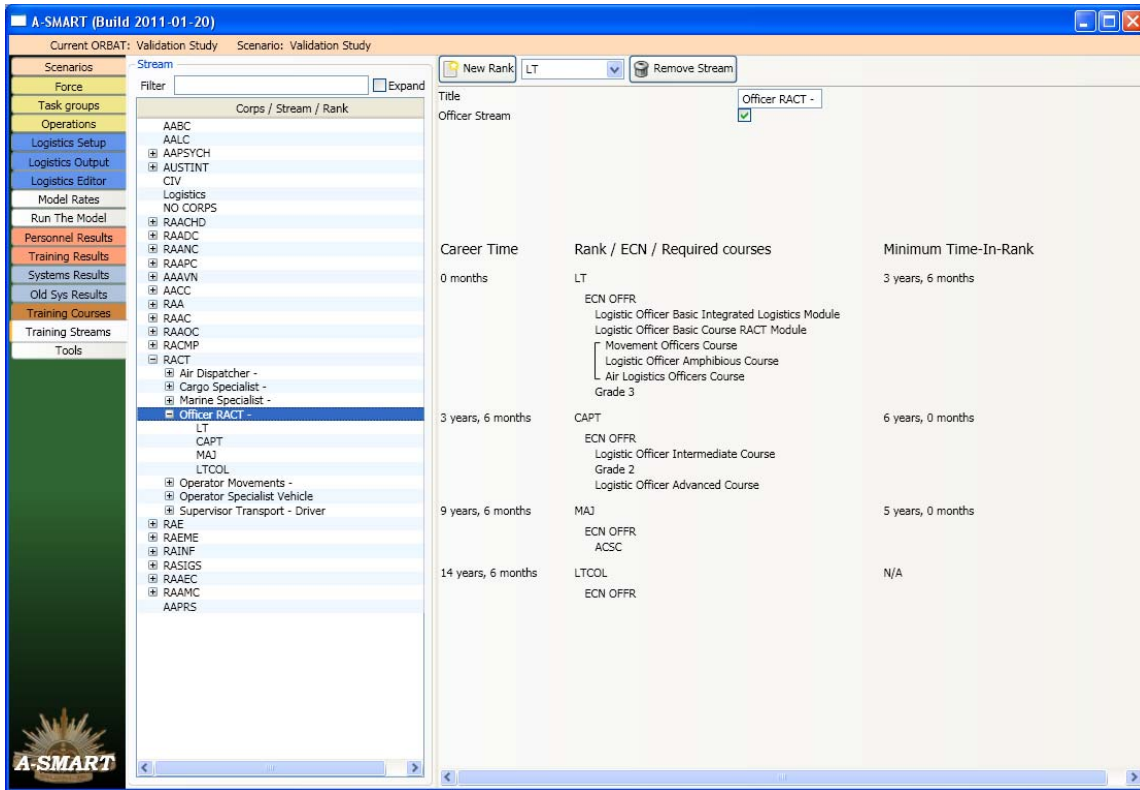 A-SMART (Build 2011-01-20)
Current ORBAT: Validation Study Scenario: Validation Study
Scenarios
Force
Task groups
Operations
Logistics Setup
Logistics Output
Logistics Editor
Model Rates
Run The Model
Personnel Results
Training Results
Systems Results
Old Sys Results
Training Courses
Training Streams
Tools
A-SMART
Stream
Filter Expand
Corps / Stream / Rank
AABC
AALC
AAPSYCH
AUSTINT
CIV
Logistics
NO CORPS
RAACHD
RAADC
RAANC
RAAPC
AAAVN
AACC
RAA
RAAC
RAAOC
RACMP
RACT
Air Dispatcher -
Cargo Specialist -
Marine Specialist -
Officer RACT -
LT
CAPT
MAJ
LTCOL
Operator Movements -
Operator Specialist Vehicle
Supervisor Transport - Driver
RAE
RAEME
RAINF
RASIGS
RAAEC
RAAMC
AAPRS
New Rank LT Remove Stream
Title Officer RACT -
Officer Stream
Career Time Rank / ECN / Required courses Minimum Time-In-Rank
0 months LT 3 years, 6 months
ECN OFFR
Logistic Officer Basic Integrated Logistics Module
Logistic Officer Basic Course RACT Module
Movement Officers Course
Logistic Officer Amphibious Course
Air Logistics Officers Course
Grade 3
3 years, 6 months CAPT 6 years, 0 months
ECN OFFR
Logistic Officer Intermediate Course
Grade 2
Logistic Officer Advanced Course
9 years, 6 months MAJ 5 years, 0 months
ECN OFFR
ACSC
14 years, 6 months LTCOL N/A
ECN OFFR